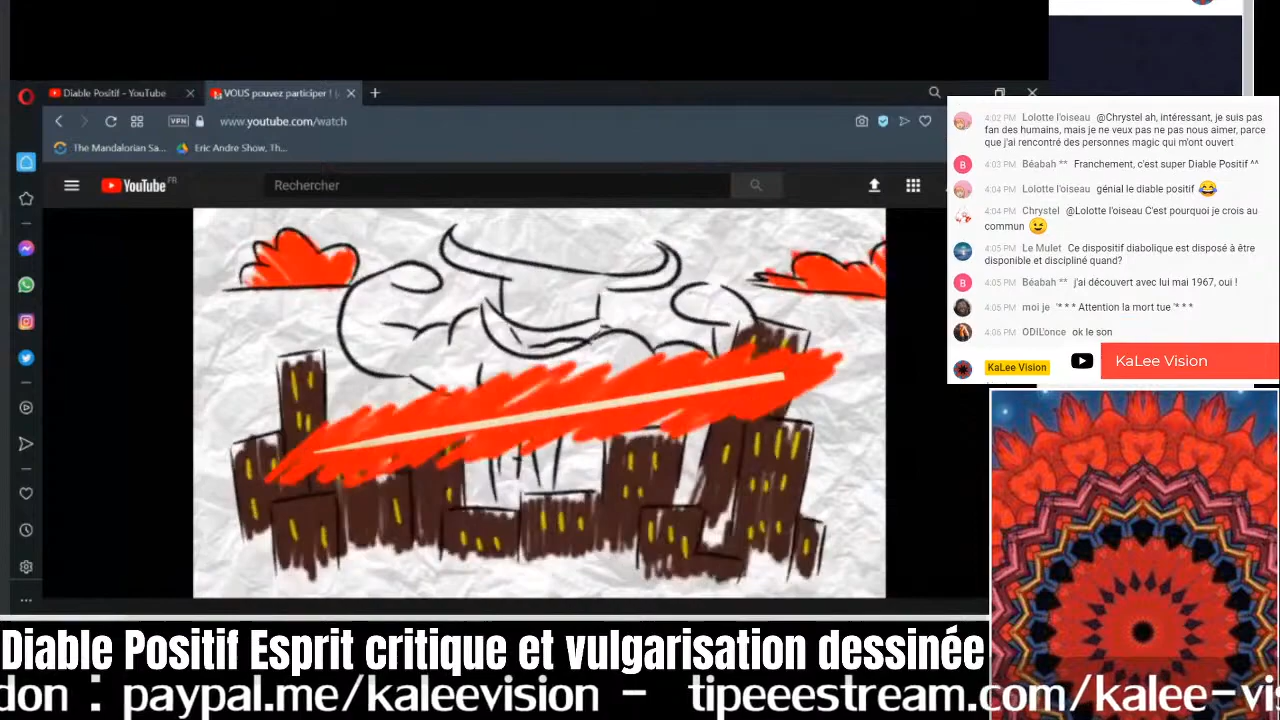 Diable Positif - YouTube
VOUS pouvez participer ! (
VPN
www.youtube.com/watch
The Mandalorian Sa...
Eric Andre Show, Th...
YouTube FR
Rechercher
4:02 PM Lolotte l'oiseau @Chrystel ah, intéressant, je suis pas
fan des humains, mais je ne veux pas ne pas nous aimer, parce
que j'ai rencontré des personnes magic qui m'ont ouvert
B 4:03 PM Béabah ** Franchement, c'est super Diable Positif ^^
4:04 PM Lolotte l'oiseau génial le diable positif 😂
4:04 PM Chrystel @Lolotte l'oiseau C'est pourquoi je crois au
commun 😉
4:05 PM Le Mulet Ce dispositif diabolique est disposé à être
disponible et discipliné quand?
B 4:05 PM Béabah ** j'ai découvert avec lui mai 1967, oui !
4:05 PM moi je '* * * Attention la mort tue '* * *
4:06 PM ODIL'once ok le son
KaLee Vision
KaLee Vision
Diable Positif Esprit critique et vulgarisation dessinée
don : paypal.me/kaleevision - tipeeestream.com/kalee-vis